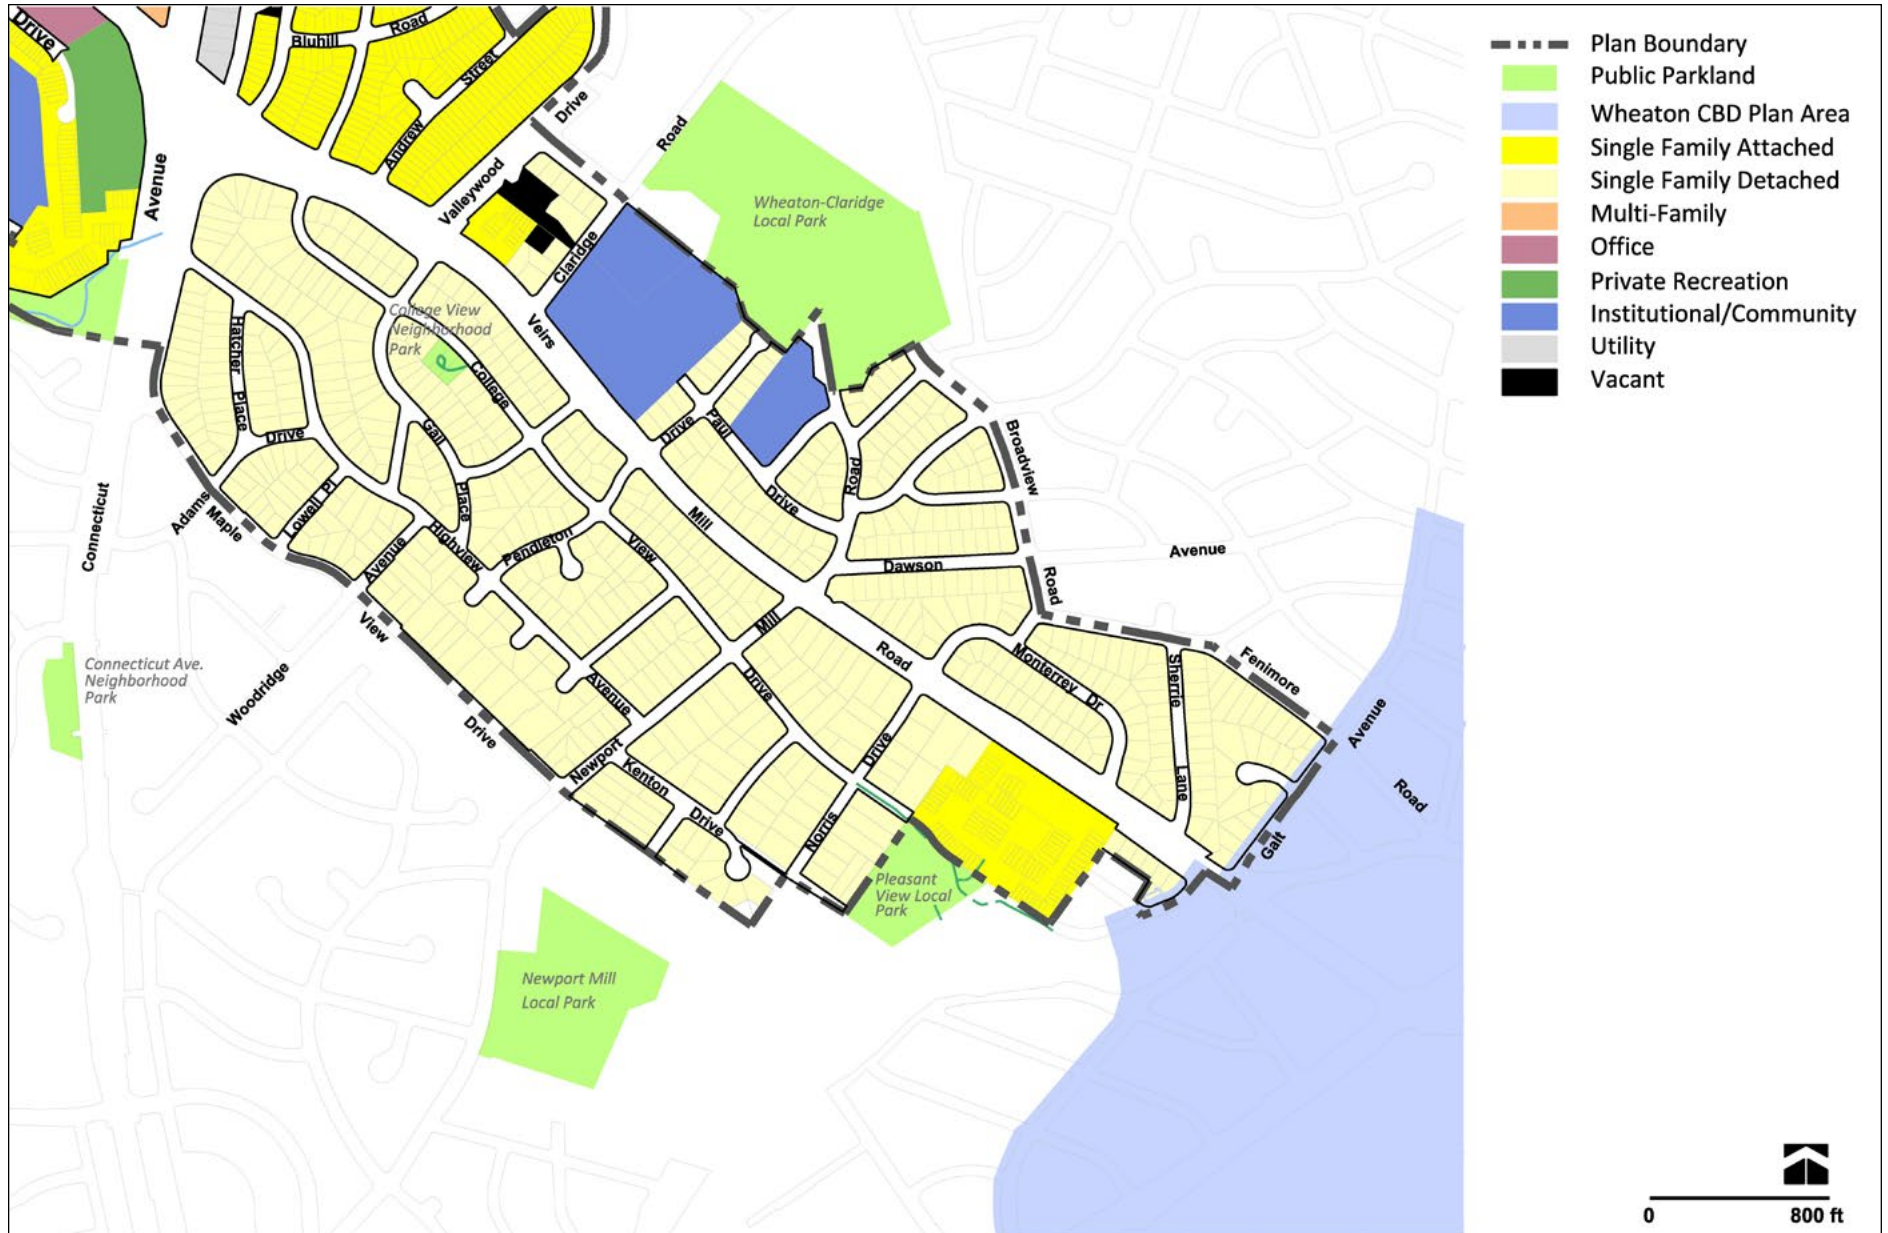 Drive
Bluhill
Road
Street
Andrew
Drive
Road
Avenue
Valleywood
Claridge
Wheaton-Claridge
Local Park
College View
Neighborhood
Park
Veirs
Hatcher
Place
College
Drive
Paul
Gail
Drive
Place
Lowell Pl
Drive
Road
Broadview
Connecticut
Adams
Maple
Avenue
Highview
Pendleton
View
Mill
Dawson
Avenue
Road
View
Woodridge
Connecticut Ave.
Neighborhood
Park
Mill
Road
Monterrey Dr
Sherrie
Lane
Fenimore
Avenue
Drive
Avenue
Drive
Newport
Kenton
Drive
Drive
Norris
Road
Galt
Pleasant
View Local
Park
Newport Mill
Local Park
Plan Boundary
Public Parkland
Wheaton CBD Plan Area
Single Family Attached
Single Family Detached
Multi-Family
Office
Private Recreation
Institutional/Community
Utility
Vacant
0 800 ft